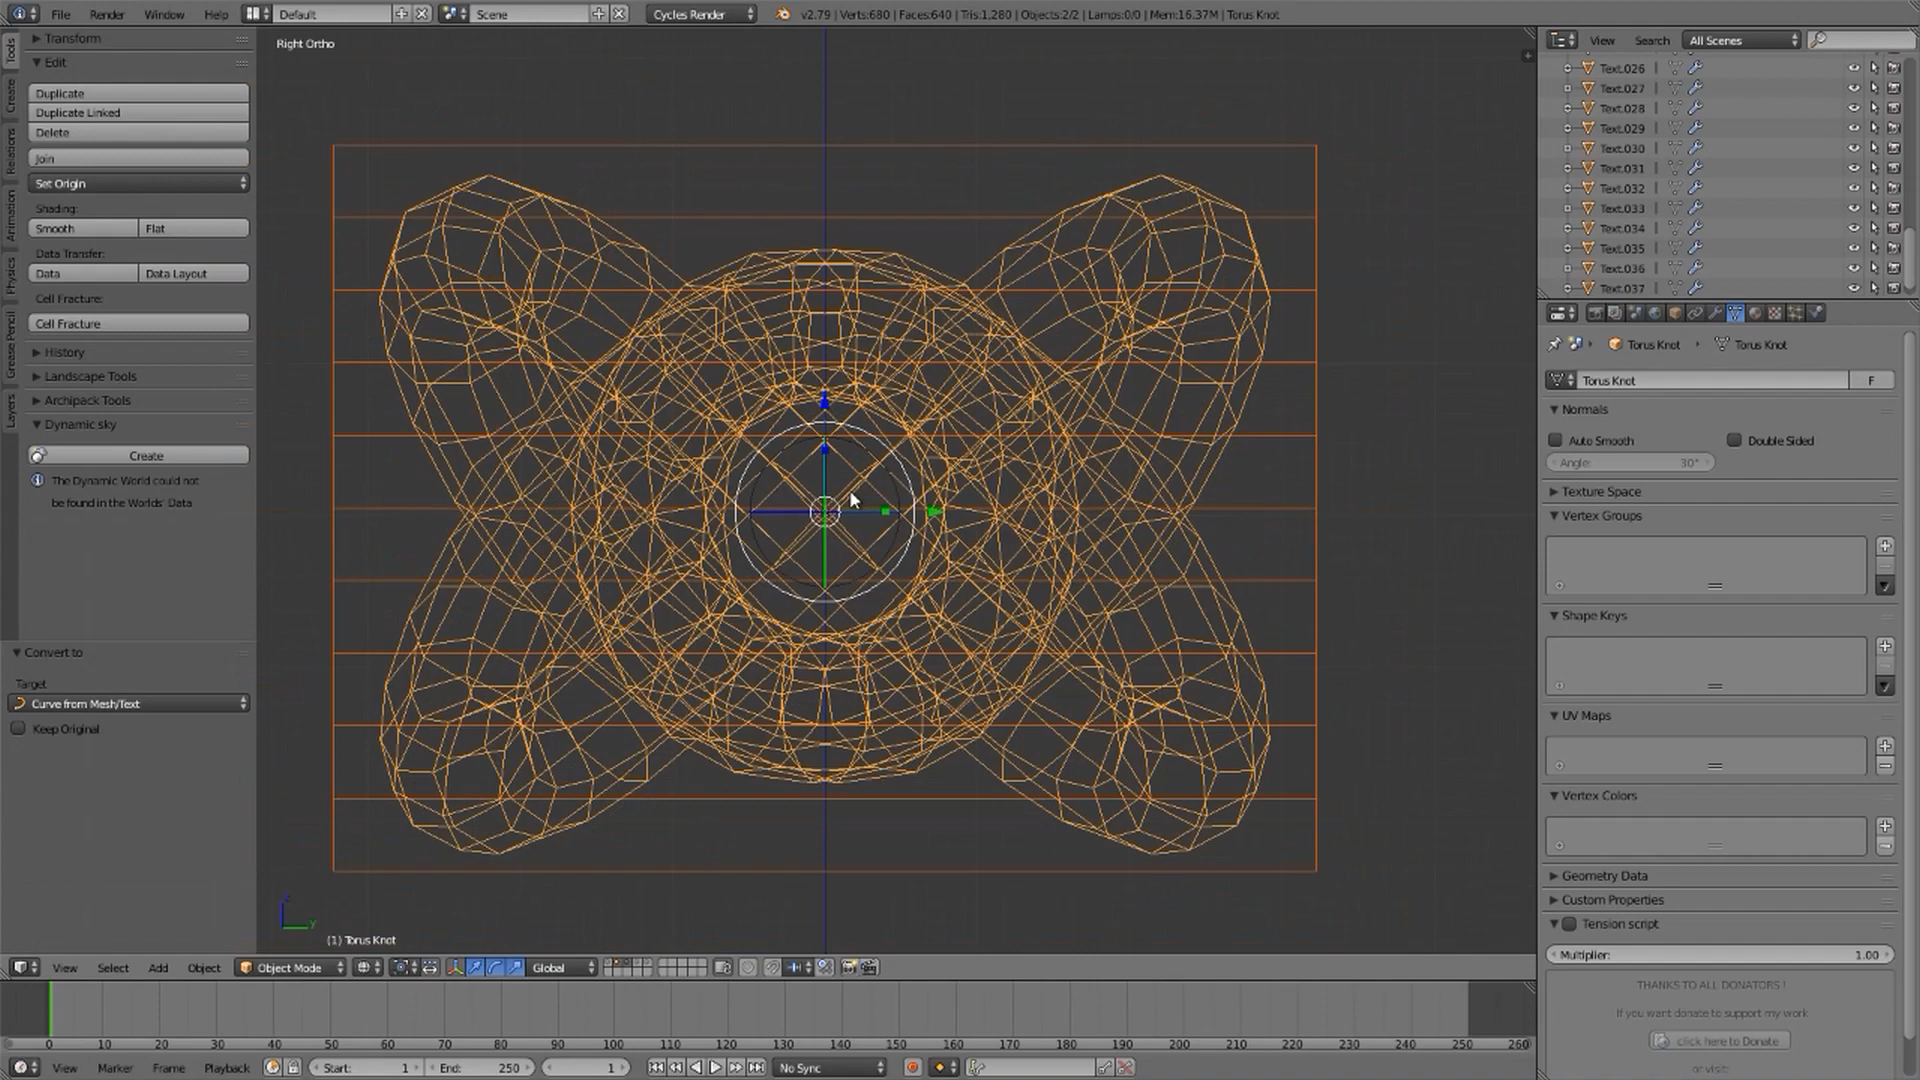 File Render Window Help Default Scene Cycles Render v2.79 | Verts:680 | Faces:640 | Tris:1,280 | Objects:2/2 | Lamps:0/0 | Mem:16.37M | Torus Knot
Tools
Create
Relations
Animation
Physics
Grease Pencil
Layers
Transform
Edit
Duplicate
Duplicate Linked
Delete
Join
Set Origin
Shading:
Smooth Flat
Data Transfer:
Data Data Layout
Cell Fracture:
Cell Fracture
History
Landscape Tools
Archipack Tools
Dynamic sky
Create
The Dynamic World could not
be found in the Worlds' Data
Convert to
Target
Curve from Mesh/Text
Keep Original
Right Ortho
Y
(1) Torus Knot
View Search All Scenes
Text.026
Text.027
Text.028
Text.029
Text.030
Text.031
Text.032
Text.033
Text.034
Text.035
Text.036
Text.037
Torus Knot Torus Knot
Torus Knot F
Normals
Auto Smooth Double Sided
Angle: 30°
Texture Space
Vertex Groups
Shape Keys
UV Maps
Vertex Colors
Geometry Data
Custom Properties
Tension script
Multiplier: 1.00
THANKS TO ALL DONATORS !
If you want donate to support my work
click here to Donate
or visit:
View Select Add Object Object Mode Global
0 10 20 30 40 50 60 70 80 90 100 110 120 130 140 150 160 170 180 190 200 210 220 230 240 250 260
View Marker Frame Playback Start: 1 End: 250 1 No Sync